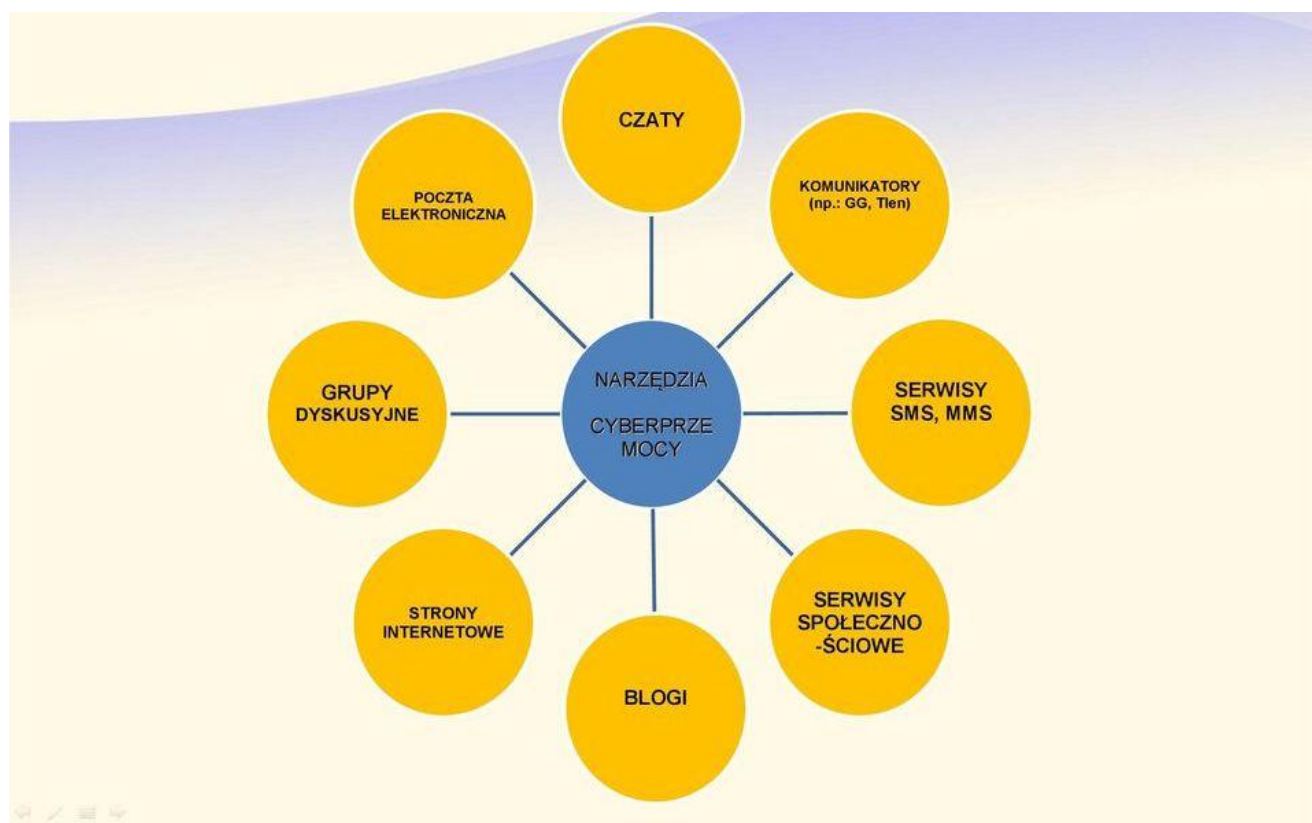 CZATY
KOMUNIKATORY
(np.: GG, Tlen)
SERWISY
SMS, MMS
SERWISY
SPOŁECZNO
-ŚCIOWE
BLOGI
STRONY
INTERNETOWE
GRUPY
DYSKUSYJNE
POCZTA
ELEKTRONICZNA
NARZĘDZIA
CYBERPRZE
MOCY